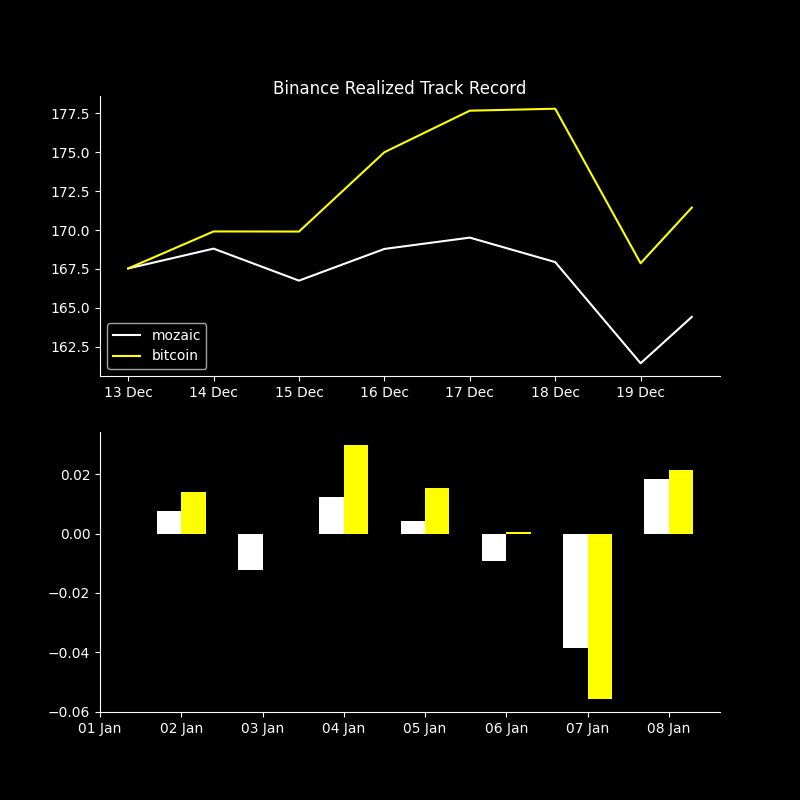 Binance Realized Track Record
177.5
175.0
172.5
170.0
167.5
165.0
162.5
mozaic
bitcoin
13 Dec 14 Dec 15 Dec 16 Dec 17 Dec 18 Dec 19 Dec
0.02
0.00
−0.02
−0.04
−0.06
01 Jan 02 Jan 03 Jan 04 Jan 05 Jan 06 Jan 07 Jan 08 Jan